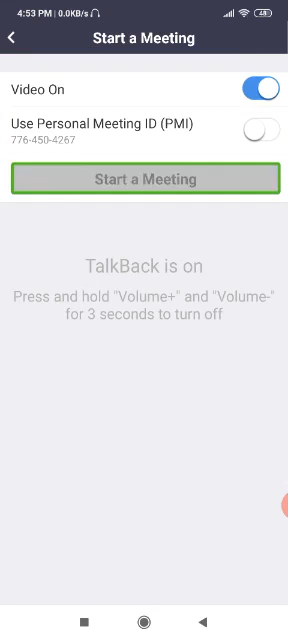 4:53 PM | 0.0KB/s
48
Start a Meeting
Video On
Use Personal Meeting ID (PMI)
776-450-4267
Start a Meeting
TalkBack is on
Press and hold "Volume+" and "Volume-"
for 3 seconds to turn off